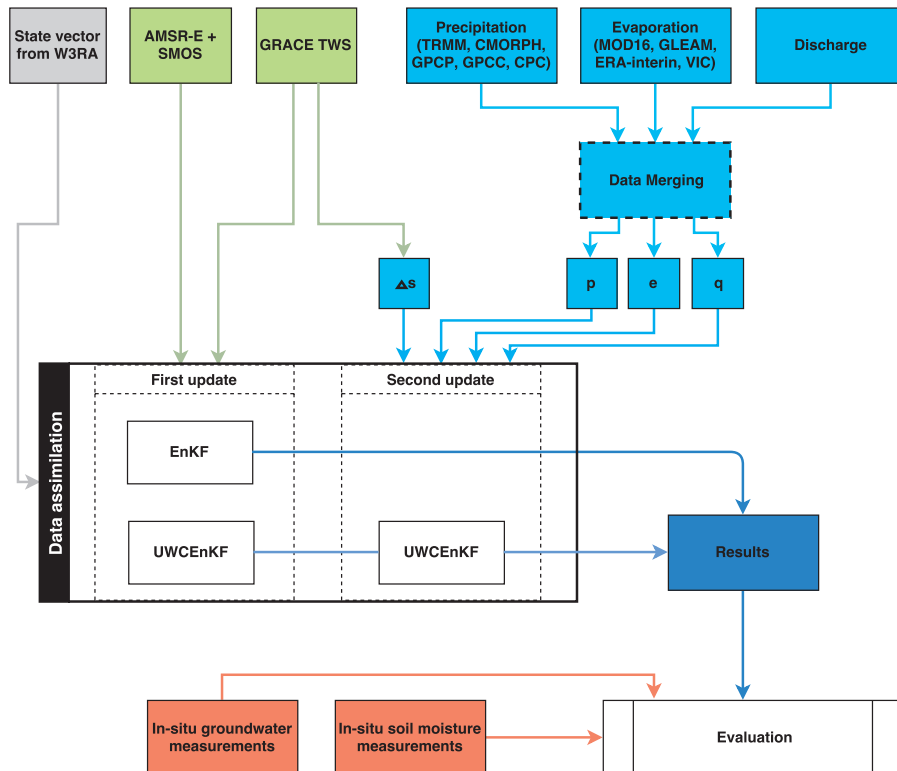 State vector
from W3RA
AMSR-E +
SMOS
GRACE TWS
Precipitation
(TRMM, CMORPH,
GPCP, GPCC, CPC)
Evaporation
(MOD16, GLEAM,
ERA-interin, VIC)
Discharge
Data Merging
Δs
p
e
q
Data assimilation
First update
Second update
EnKF
UWCEnKF
UWCEnKF
Results
In-situ groundwater
measurements
In-situ soil moisture
measurements
Evaluation